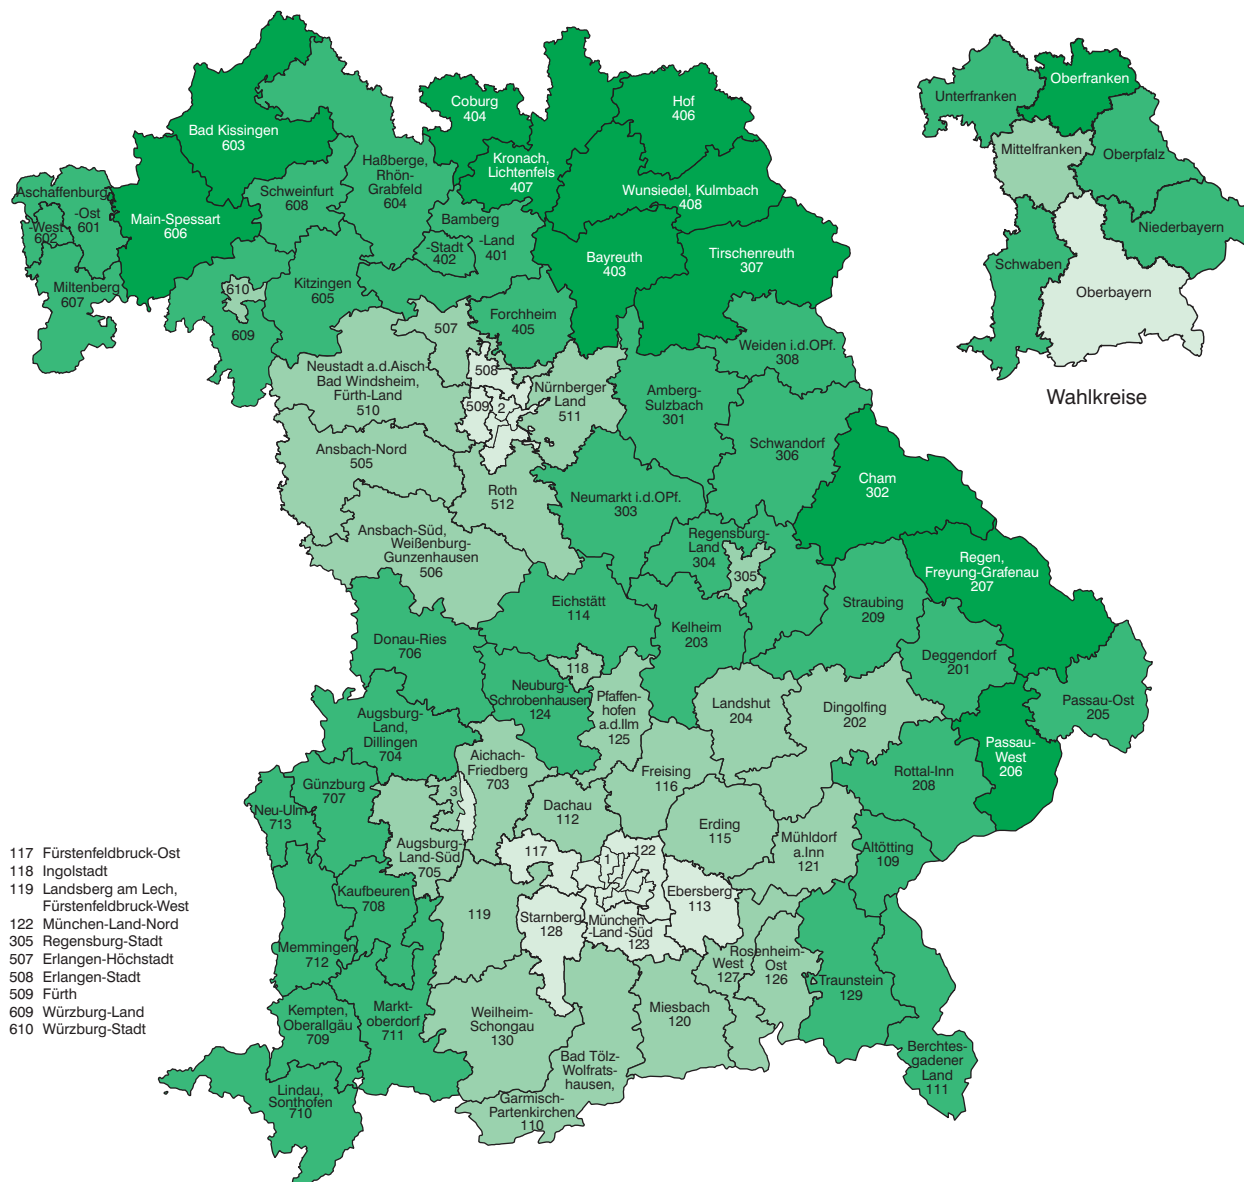 Coburg
404
Hof
406
Bad Kissingen
603
Kronach,
Lichtenfels
407
Haßberge,
Rhön-
Grabfeld
604
Wunsiedel, Kulmbach
408
Aschaffenburg
-Ost
601
-West
602
Schweinfurt
608
Main-Spessart
606
Bamberg
-Land
401
-Stadt
402
Bayreuth
403
Tirschenreuth
307
Miltenberg
607
610
Kitzingen
605
609
507
Forchheim
405
Weiden i.d.OPf.
308
Neustadt a.d.Aisch
Bad Windsheim,
Fürth-Land
510
508
509
2
Nürnberger
Land
511
Amberg-
Sulzbach
301
Schwandorf
306
Ansbach-Nord
505
Cham
302
Roth
512
Neumarkt i.d.OPf.
303
Ansbach-Süd,
Weißenburg-
Gunzenhausen
506
Regensburg-
Land
304
305
Regen,
Freyung-Grafenau
207
Eichstätt
114
Straubing
209
Kelheim
203
Donau-Ries
706
Deggendorf
201
118
Neuburg-
Schrobenhausen
124
Pfaffen-
hofen
a.d.Ilm
125
Landshut
204
Dingolfing
202
Passau-Ost
205
Augsburg-
Land,
Dillingen
704
Passau-
West
206
Aichach-
Friedberg
703
Freising
116
Rottal-Inn
208
Günzburg
707
3
Neu-Ulm
713
Dachau
112
Erding
115
Mühldorf
a.Inn
121
Altötting
109
Augsburg-
Land-Süd
705
117
1
122
Ebersberg
113
Kaufbeuren
708
119
Starnberg
128
München
-Land-Süd
123
Memmingen
712
West
127
Rosenheim-
Ost
126
Traunstein
129
Kempten,
Oberallgäu
709
Markt-
oberdorf
711
Weilheim-
Schongau
130
Miesbach
120
Bad Tölz-
Wolfrats-
hausen,
Garmisch-
Partenkirchen
110
Berchtes-
gadener
Land
111
Lindau,
Sonthofen
710
Oberfranken
Unterfranken
Mittelfranken
Oberpfalz
Niederbayern
Schwaben
Oberbayern
Wahlkreise
117 Fürstenfeldbruck-Ost
118 Ingolstadt
119 Landsberg am Lech,
Fürstenfeldbruck-West
122 München-Land-Nord
305 Regensburg-Stadt
507 Erlangen-Höchstadt
508 Erlangen-Stadt
509 Fürth
609 Würzburg-Land
610 Würzburg-Stadt